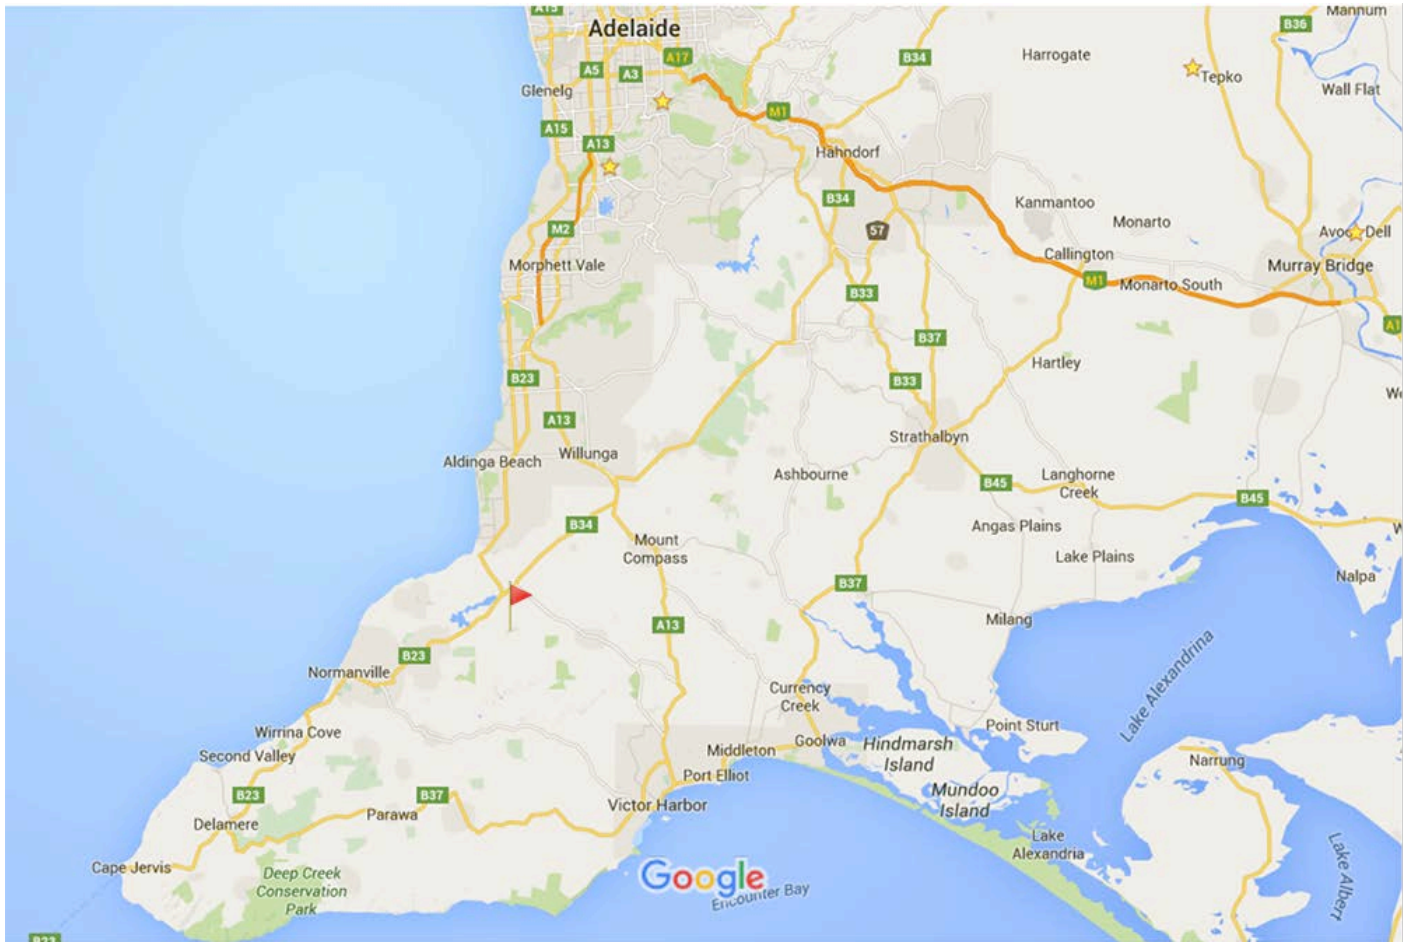 A15
Mannum
B36
Adelaide
A17
B34
Harrogate
A5
A3
Tepko
Glenelg
Wall Flat
M1
A15
A13
Hahndorf
B34
Kanmantoo
Monarto
M2
57
Avoca Dell
Callington
Morphett Vale
Murray Bridge
M1
Monarto South
B33
A1
B37
Hartley
B23
B33
A13
Strathalbyn
Willunga
Aldinga Beach
Ashbourne
Langhorne
Creek
B45
B45
B34
Angas Plains
Mount
Compass
Lake Plains
Nalpa
B37
Milang
A13
Lake Alexandrina
B23
Normanville
Currency
Creek
Point Sturt
Wirrina Cove
Goolwa
Hindmarsh
Island
Second Valley
Middleton
Narrung
Port Elliot
B23
B37
Mundoo
Island
Victor Harbor
Parawa
Delamere
Lake
Alexandria
Cape Jervis
Deep Creek
Conservation
Park
Google
Encounter Bay
Lake Albert
B23